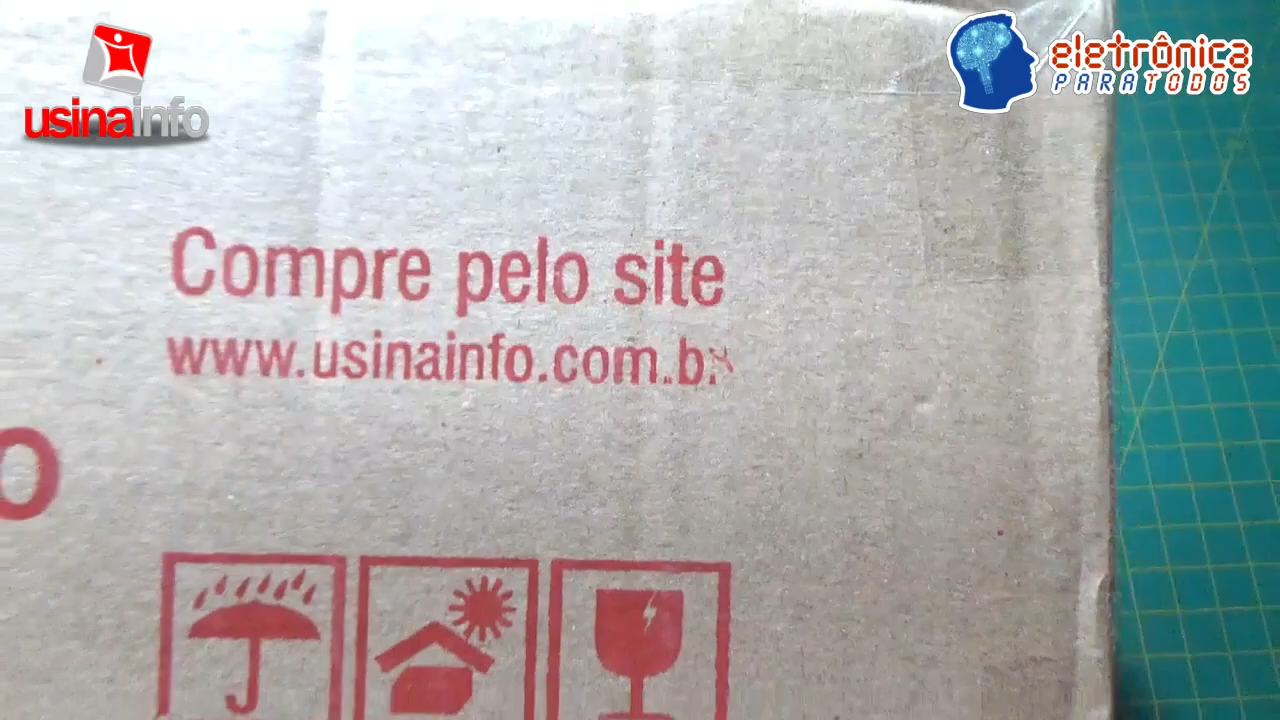 usinainfo
eletrônica
PARATODOS
Compre pelo site
www.usinainfo.com.br
o